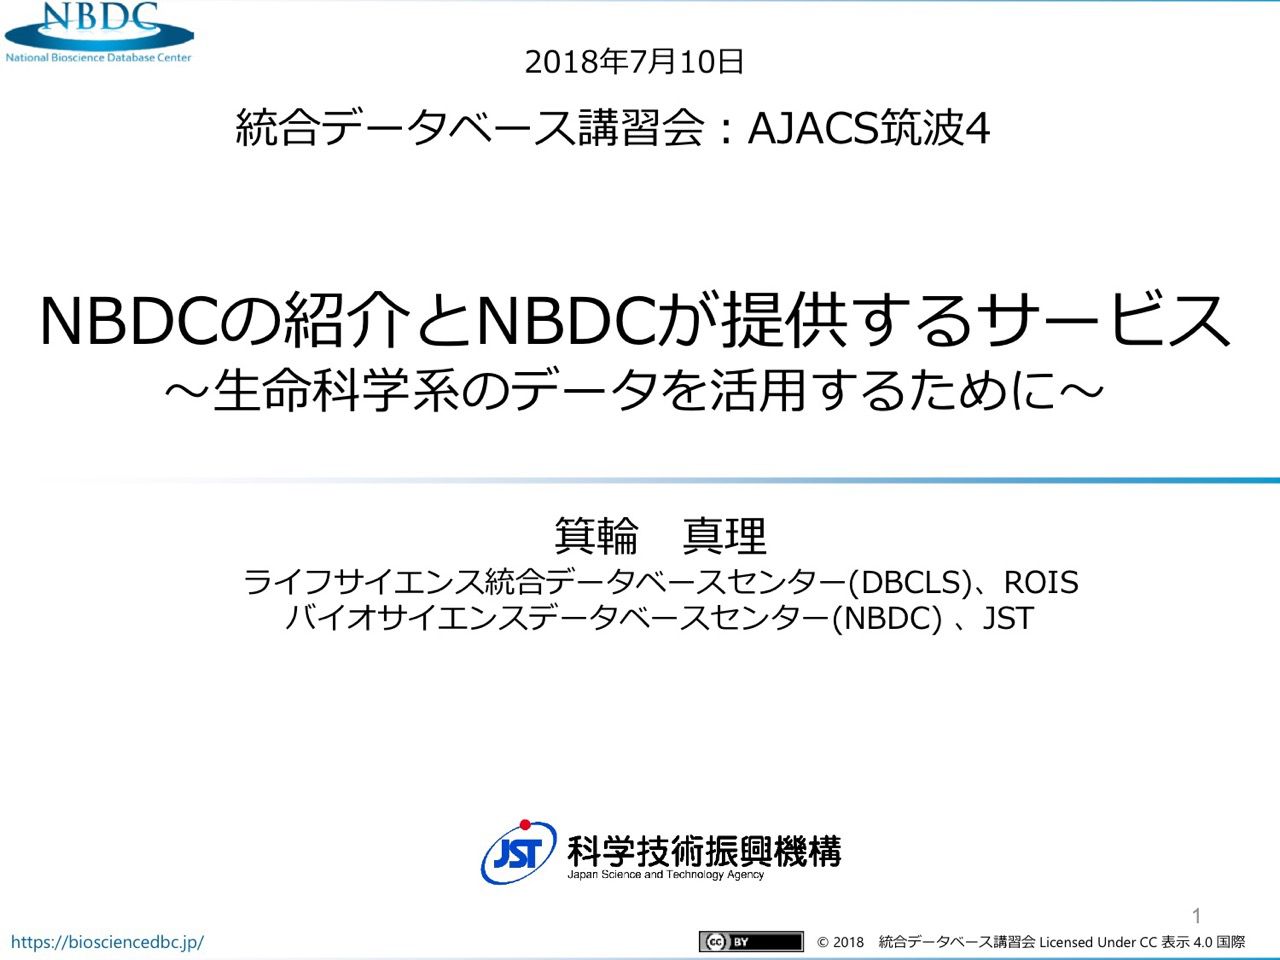 NBDC
National Bioscience Database Center
2018年7月10日
統合データベース講習会：AJACS筑波4
NBDCの紹介とNBDCが提供するサービス
～生命科学系のデータを活用するために～
箕輪　真理
ライフサイエンス統合データベースセンター(DBCLS)、ROIS
バイオサイエンスデータベースセンター(NBDC) 、JST
JST 科学技術振興機構
Japan Science and Technology Agency
1
https://biosciencedbc.jp/
cc BY © 2018　統合データベース講習会 Licensed Under CC 表示 4.0 国際